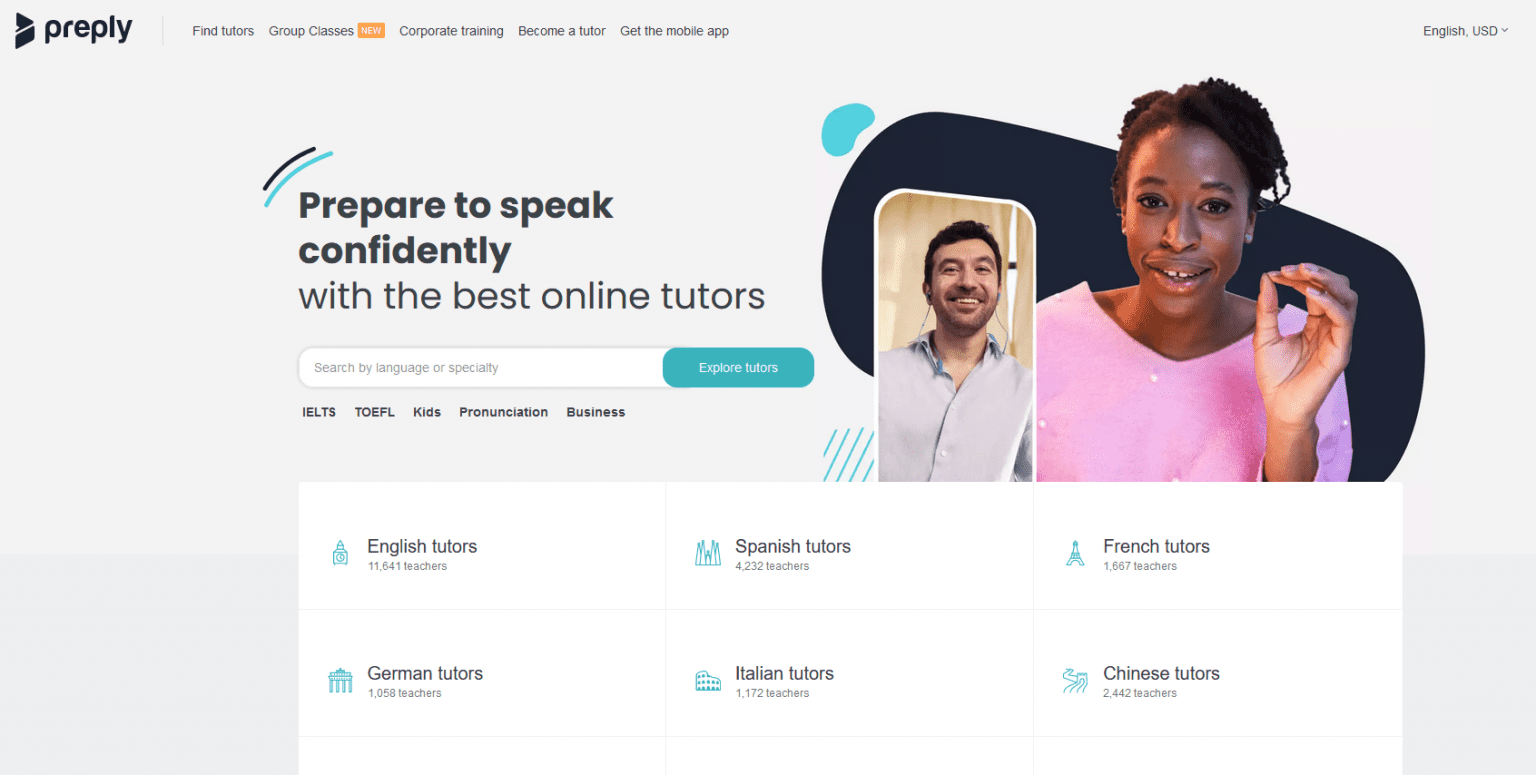 preply
Find tutors Group Classes NEW Corporate training Become a tutor Get the mobile app English, USD
Prepare to speak
confidently
with the best online tutors
Search by language or specialty Explore tutors
IELTS TOEFL Kids Pronunciation Business
English tutors
11,641 teachers
Spanish tutors
4,232 teachers
French tutors
1,667 teachers
German tutors
1,058 teachers
Italian tutors
1,172 teachers
Chinese tutors
2,442 teachers